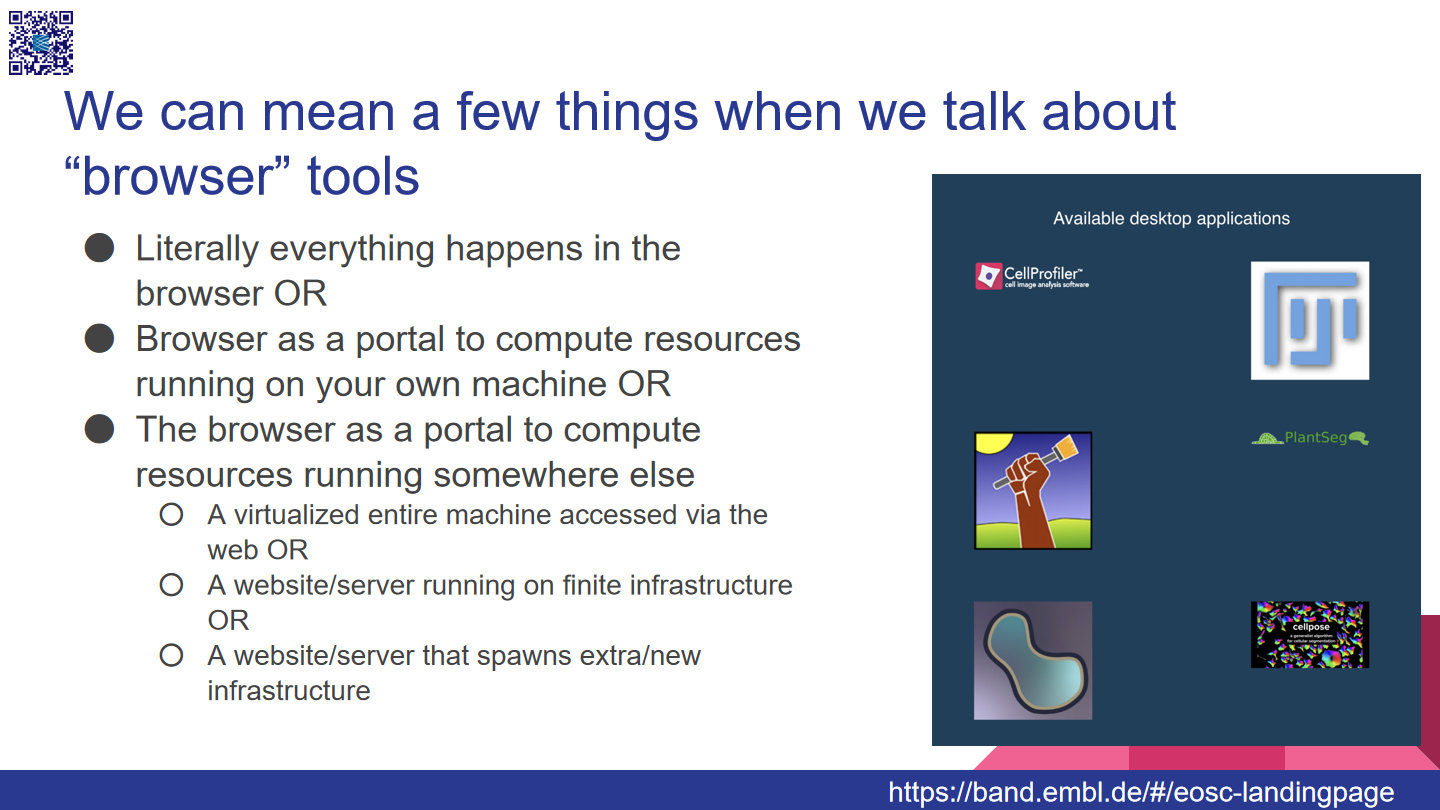 We can mean a few things when we talk about
“browser” tools
● Literally everything happens in the
browser OR
● Browser as a portal to compute resources
running on your own machine OR
● The browser as a portal to compute
resources running somewhere else
○ A virtualized entire machine accessed via the
web OR
○ A website/server running on finite infrastructure
OR
○ A website/server that spawns extra/new
infrastructure
Available desktop applications
CellProfiler™
cell image analysis software
PlantSeg
cellpose
a generalist algorithm
for cellular segmentation
https://band.embl.de/#/eosc-landingpage